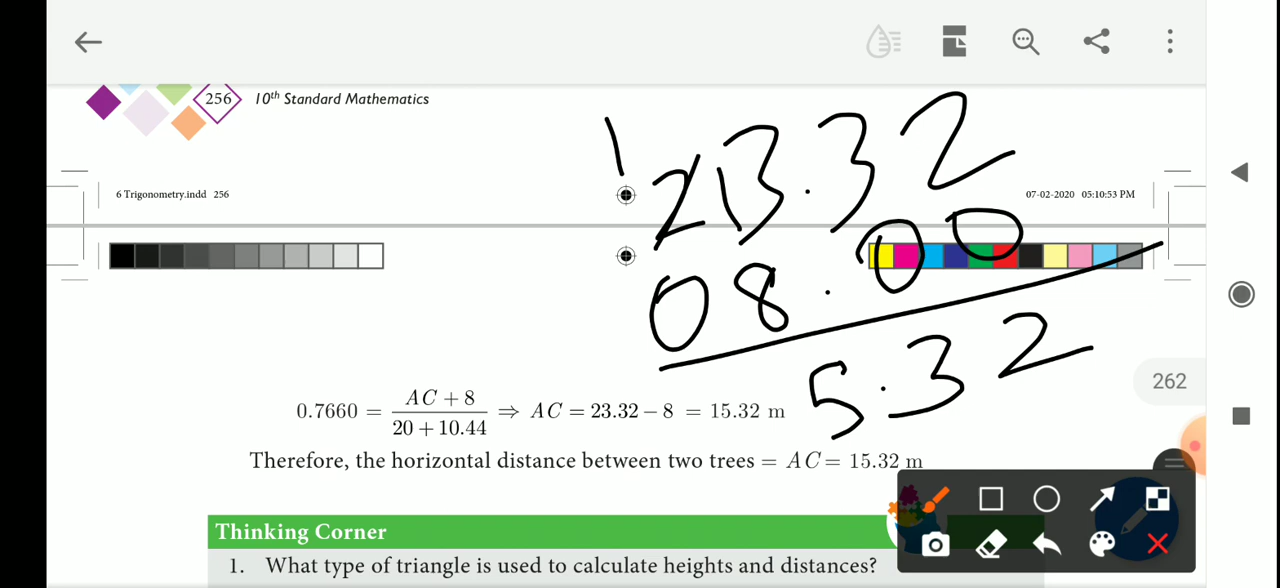 256 10th Standard Mathematics
6 Trigonometry.indd 256
07-02-2020 05:10:53 PM
1
23.32
08.00
5.32
262
0.7660 = (AC + 8)/(20 + 10.44) ⇒ AC = 23.32 − 8 = 15.32 m
Therefore, the horizontal distance between two trees = AC = 15.32 m
Thinking Corner
1. What type of triangle is used to calculate heights and distances?